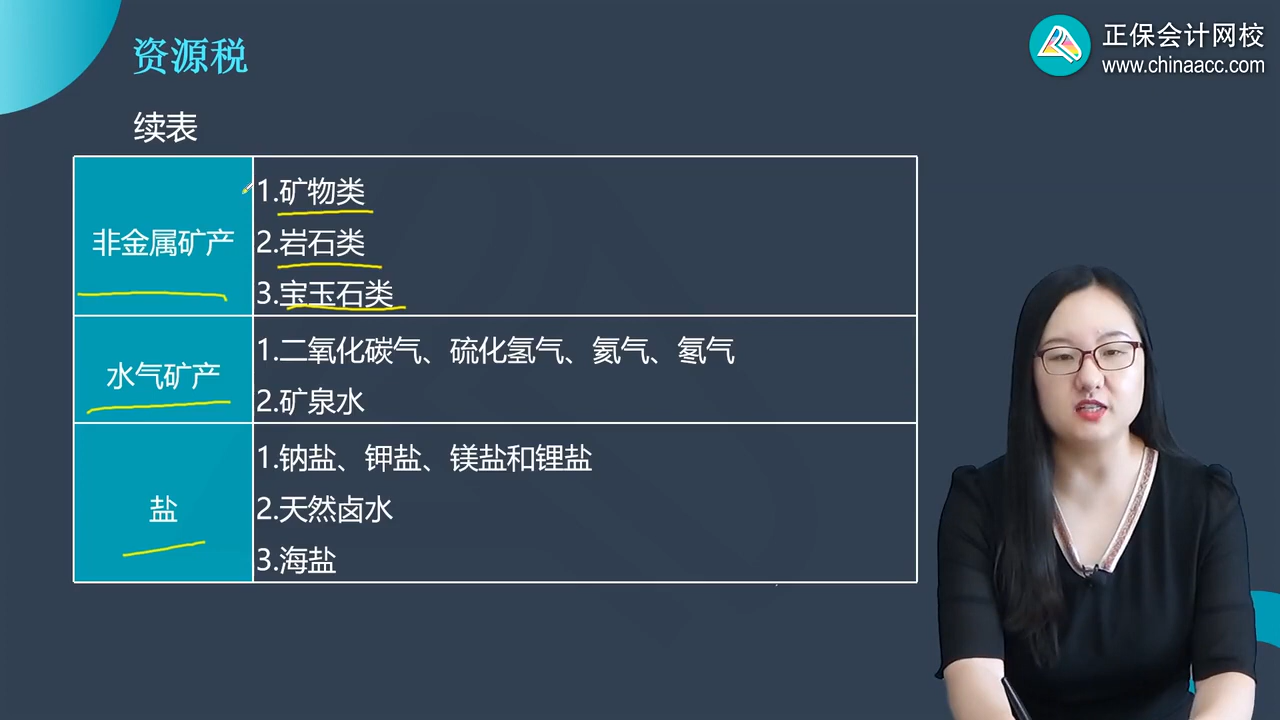 资源税
正保会计网校
www.chinaacc.com
续表
非金属矿产
1.矿物类
2.岩石类
3.宝玉石类
水气矿产
1.二氧化碳气、硫化氢气、氦气、氡气
2.矿泉水
盐
1.钠盐、钾盐、镁盐和锂盐
2.天然卤水
3.海盐